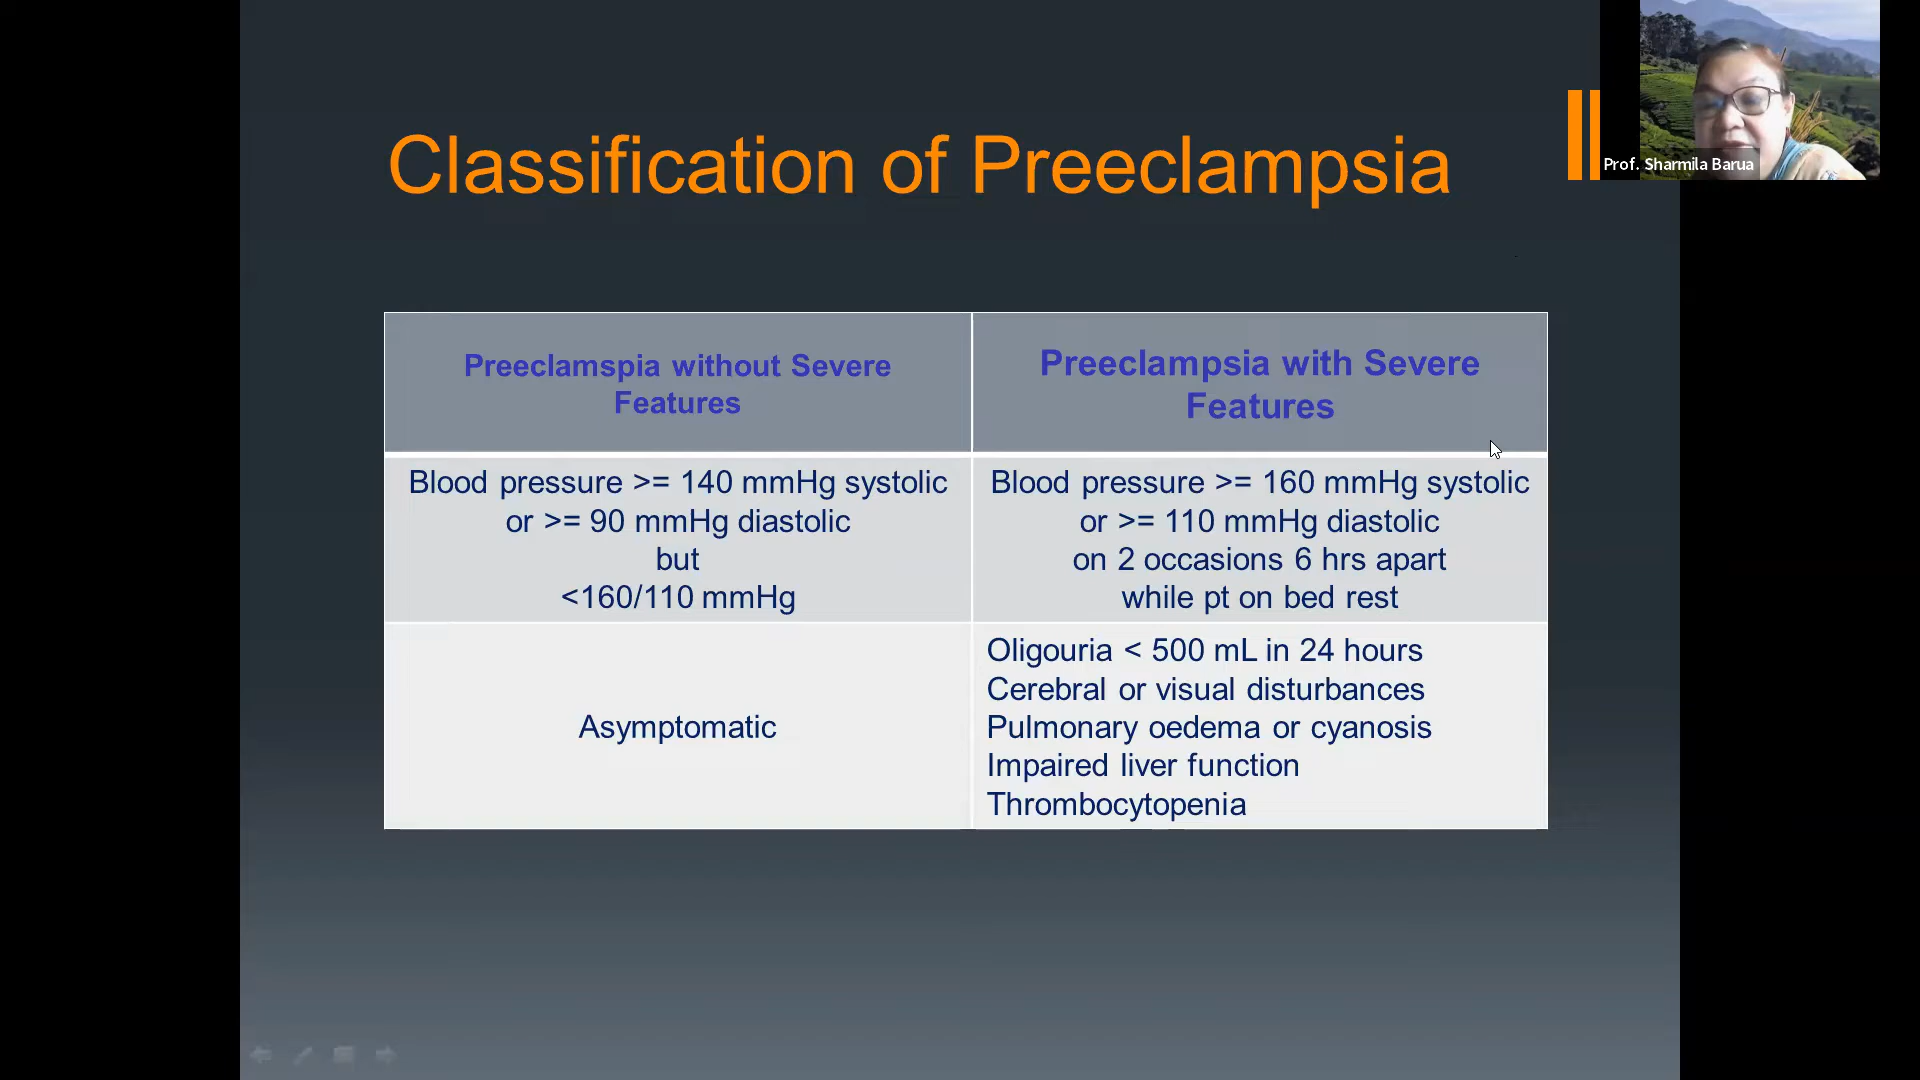 Classification of Preeclampsia
Prof. Sharmila Barua
Preeclamspia without Severe
Features
Preeclampsia with Severe
Features
Blood pressure >= 140 mmHg systolic
or >= 90 mmHg diastolic
but
<160/110 mmHg
Blood pressure >= 160 mmHg systolic
or >= 110 mmHg diastolic
on 2 occasions 6 hrs apart
while pt on bed rest
Asymptomatic
Oligouria < 500 mL in 24 hours
Cerebral or visual disturbances
Pulmonary oedema or cyanosis
Impaired liver function
Thrombocytopenia